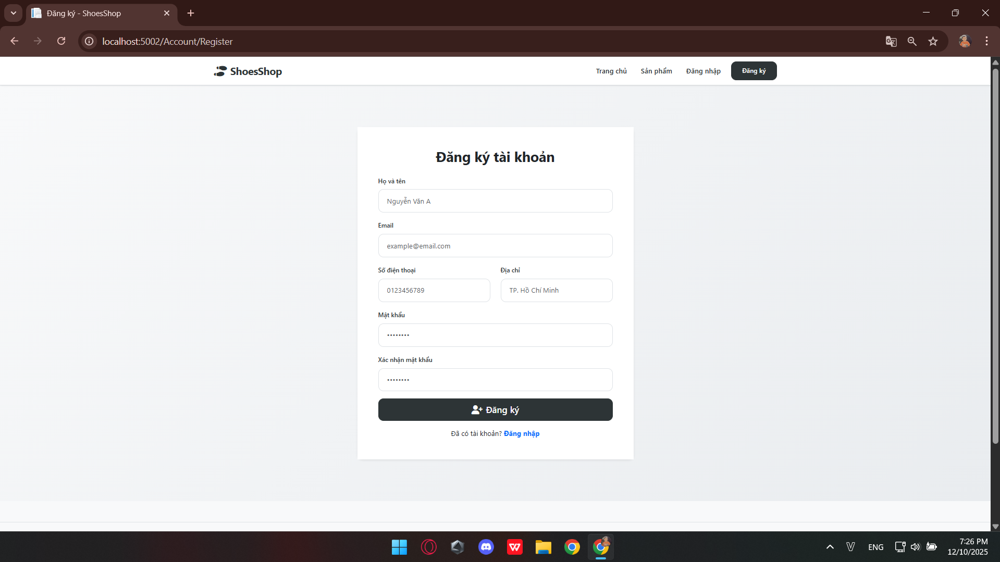 Đăng ký - ShoesShop
localhost:5002/Account/Register
ShoesShop
Trang chủ
Sản phẩm
Đăng nhập
Đăng ký
Đăng ký tài khoản
Họ và tên
Nguyễn Văn A
Email
example@email.com
Số điện thoại
Địa chỉ
0123456789
TP. Hồ Chí Minh
Mật khẩu
••••••••
Xác nhận mật khẩu
••••••••
Đăng ký
Đã có tài khoản? Đăng nhập
ENG
7:26 PM
12/10/2025